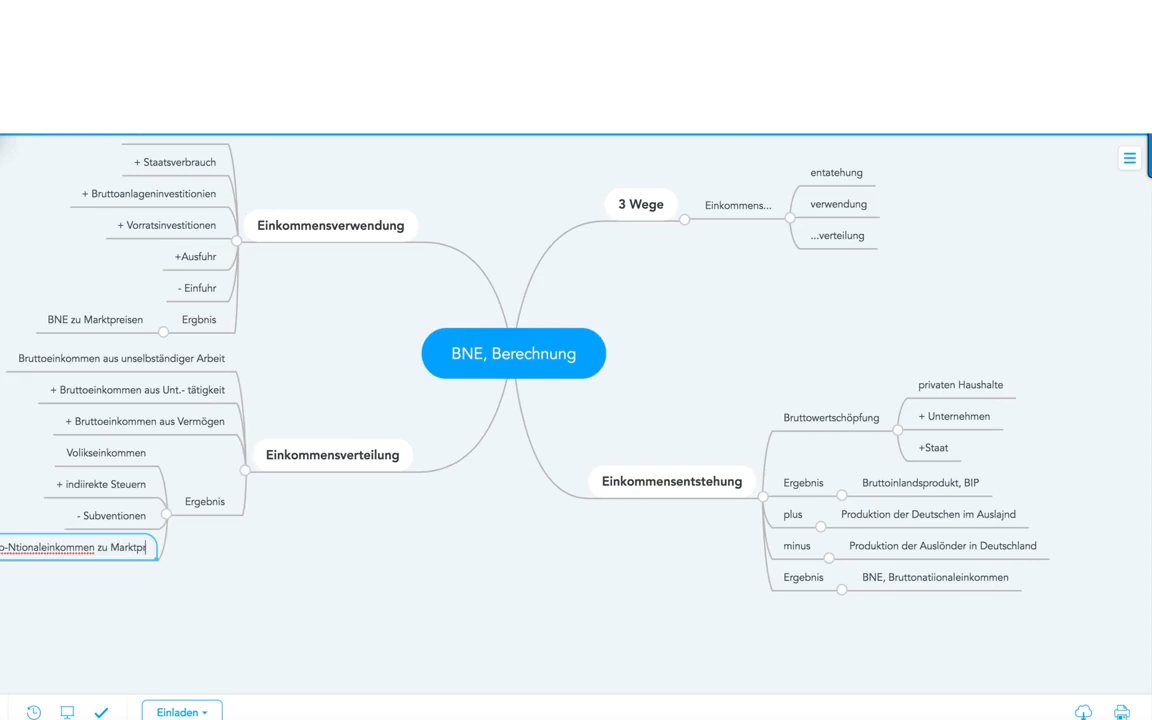 + Staatsverbrauch
+ Bruttoanlageninvestitionien
+ Vorratsinvestitionen
+Ausfuhr
- Einfuhr
Ergbnis
BNE zu Marktpreisen
Einkommensverwendung
Bruttoeinkommen aus unselbständiger Arbeit
+ Bruttoeinkommen aus Unt.- tätigkeit
+ Bruttoeinkommen aus Vermögen
Volikseinkommen
+ indiirekte Steuern
- Subventionen
o-Ntionaleinkommen zu Marktpr
Ergebnis
Einkommensverteilung
BNE, Berechnung
3 Wege
Einkommens...
entatehung
verwendung
...verteilung
Einkommensentstehung
Bruttowertschöpfung
privaten Haushalte
+ Unternehmen
+Staat
Ergebnis
Bruttoinlandsprodukt, BIP
plus
Produktion der Deutschen im Auslajnd
minus
Produktion der Auslönder in Deutschland
Ergebnis
BNE, Bruttonatiionaleinkommen
Einladen